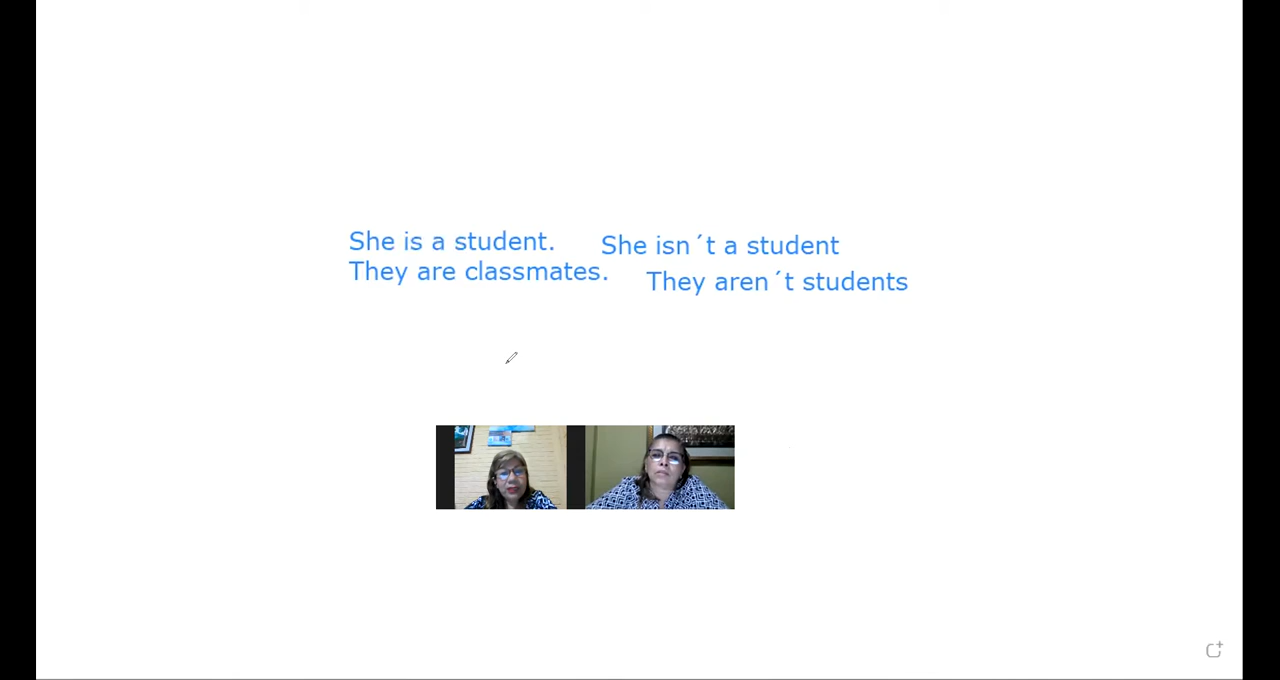 She is a student.
She isn´t a student
They are classmates.
They aren´t students